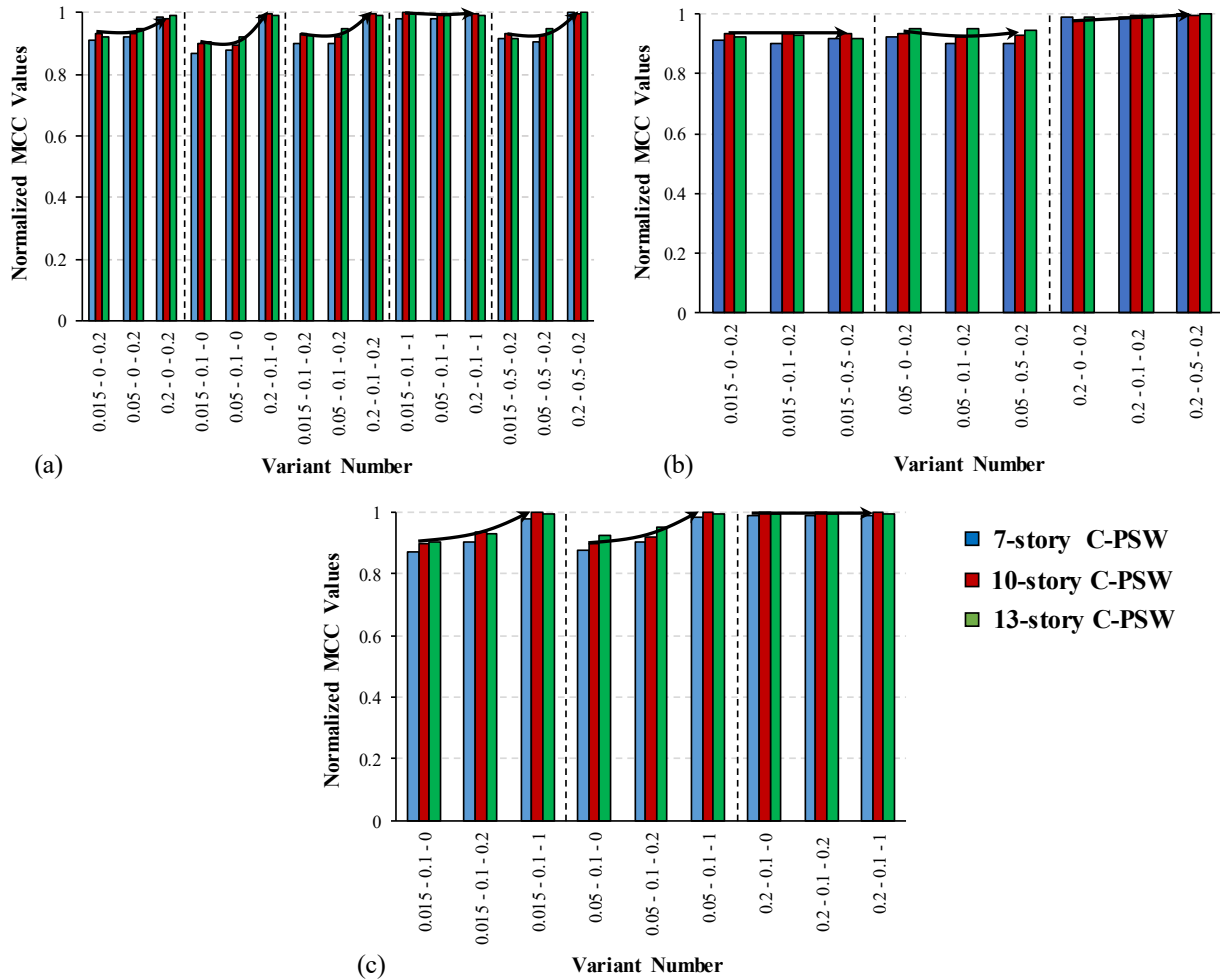 Normalized MCC Values
1
0.8
0.6
0.4
0.2
0
0.015 - 0 - 0.2
0.05 - 0 - 0.2
0.2 - 0 - 0.2
0.015 - 0.1 - 0
0.05 - 0.1 - 0
0.2 - 0.1 - 0
0.015 - 0.1 - 0.2
0.05 - 0.1 - 0.2
0.2 - 0.1 - 0.2
0.015 - 0.1 - 1
0.05 - 0.1 - 1
0.2 - 0.1 - 1
0.015 - 0.5 - 0.2
0.05 - 0.5 - 0.2
0.2 - 0.5 - 0.2
(a)
Variant Number
Normalized MCC Values
1
0.8
0.6
0.4
0.2
0
0.015 - 0 - 0.2
0.015 - 0.1 - 0.2
0.015 - 0.5 - 0.2
0.05 - 0 - 0.2
0.05 - 0.1 - 0.2
0.05 - 0.5 - 0.2
0.2 - 0 - 0.2
0.2 - 0.1 - 0.2
0.2 - 0.5 - 0.2
(b)
Variant Number
Normalized MCC Values
1
0.8
0.6
0.4
0.2
0
0.015 - 0.1 - 0
0.015 - 0.1 - 0.2
0.015 - 0.1 - 1
0.05 - 0.1 - 0
0.05 - 0.1 - 0.2
0.05 - 0.1 - 1
0.2 - 0.1 - 0
0.2 - 0.1 - 0.2
0.2 - 0.1 - 1
(c)
Variant Number
7-story C-PSW
10-story C-PSW
13-story C-PSW